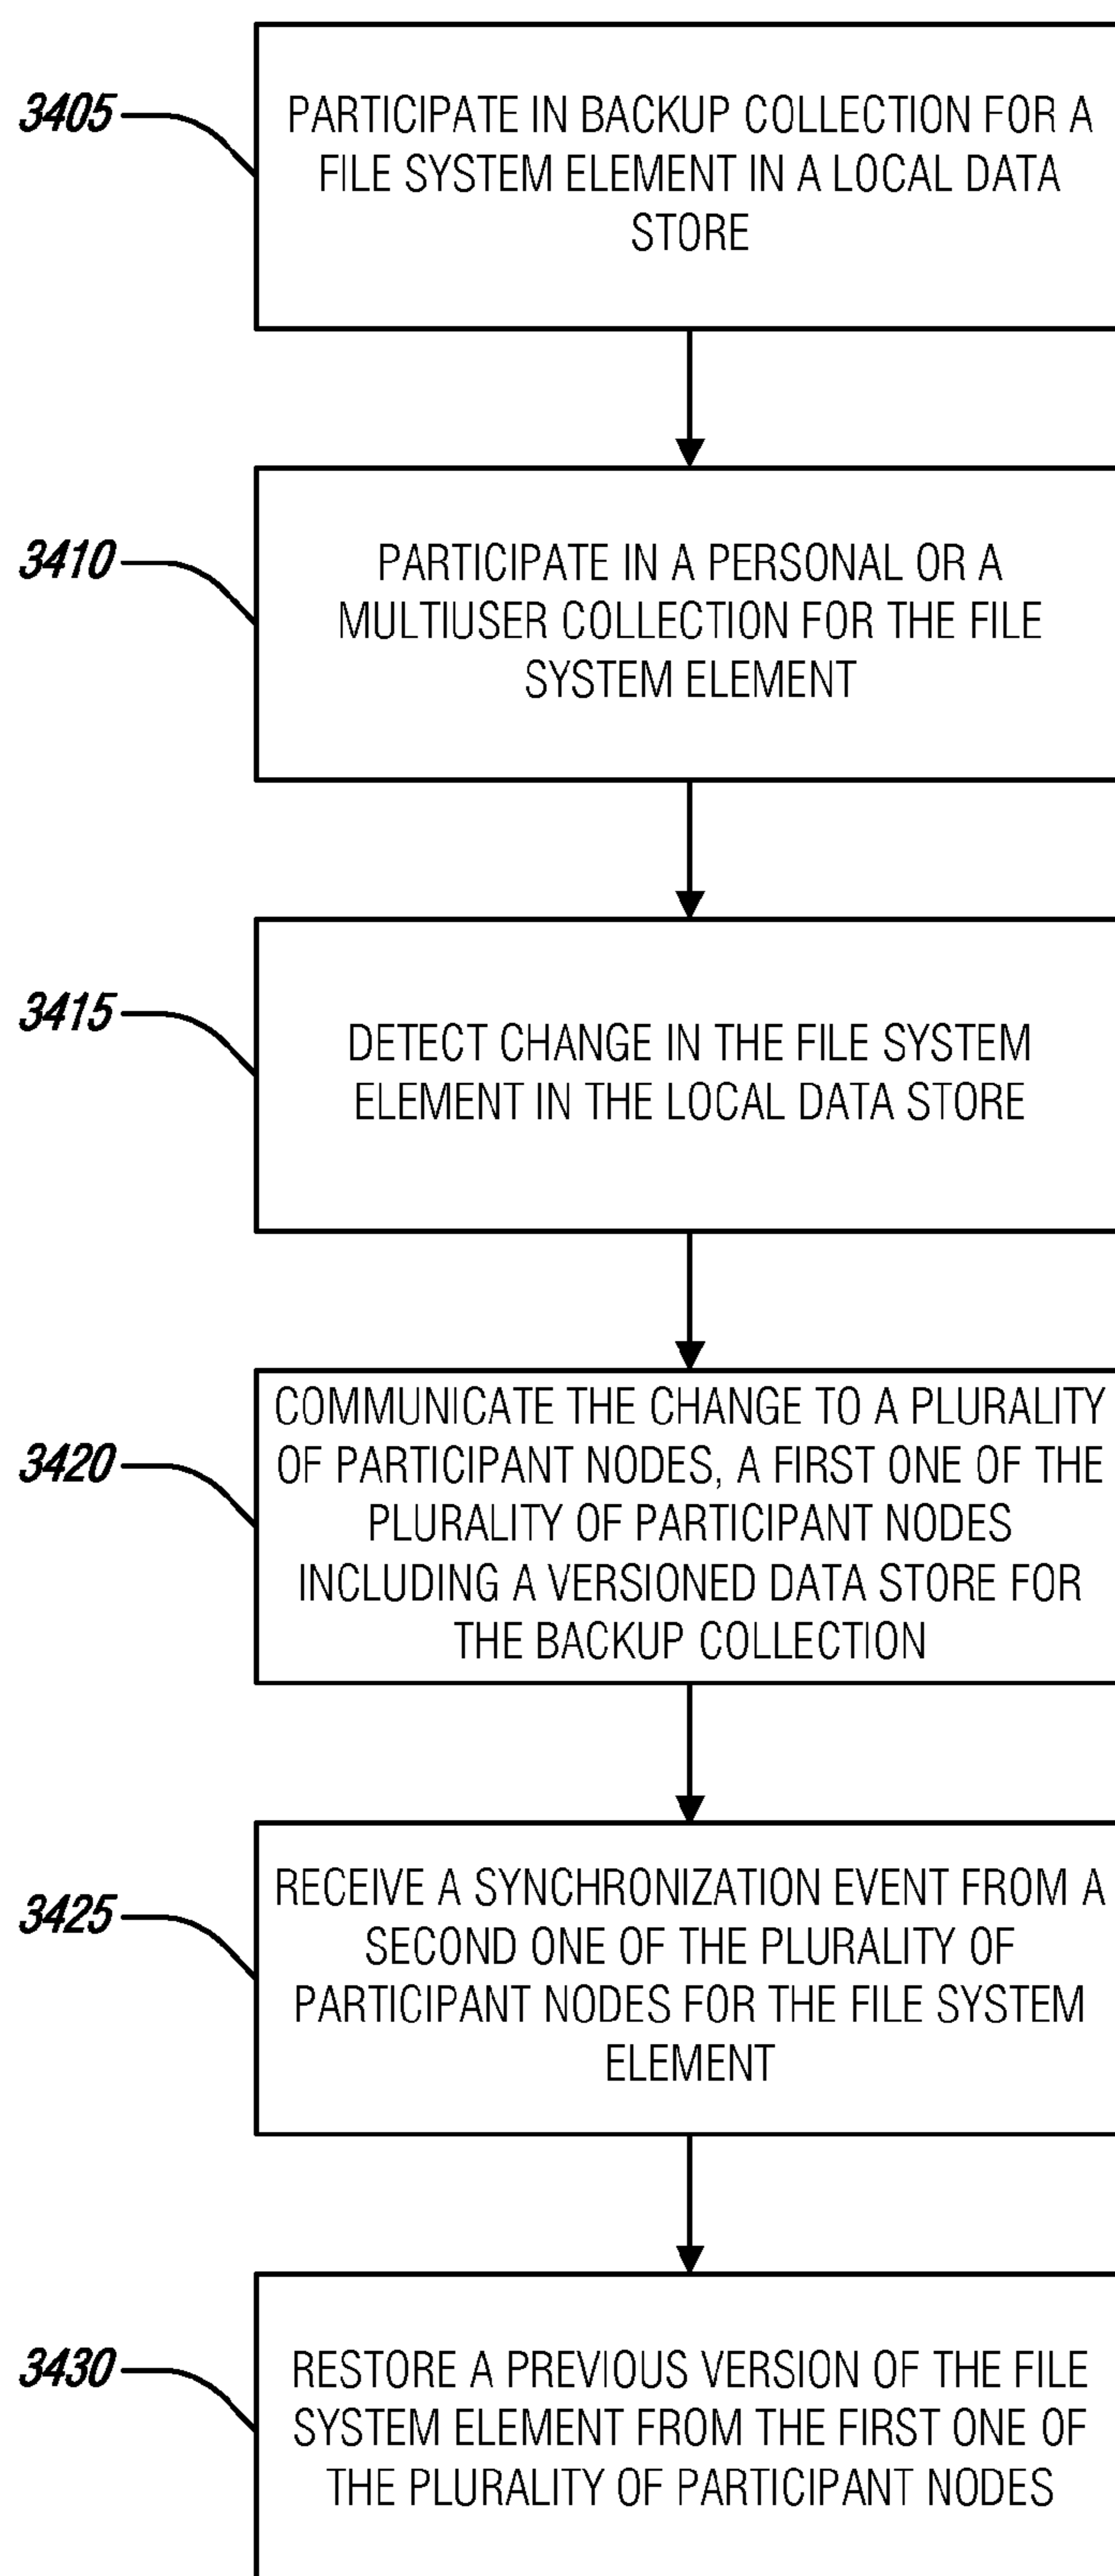 3405
PARTICIPATE IN BACKUP COLLECTION FOR A
FILE SYSTEM ELEMENT IN A LOCAL DATA
STORE
3410
PARTICIPATE IN A PERSONAL OR A
MULTIUSER COLLECTION FOR THE FILE
SYSTEM ELEMENT
3415
DETECT CHANGE IN THE FILE SYSTEM
ELEMENT IN THE LOCAL DATA STORE
3420
COMMUNICATE THE CHANGE TO A PLURALITY
OF PARTICIPANT NODES, A FIRST ONE OF THE
PLURALITY OF PARTICIPANT NODES
INCLUDING A VERSIONED DATA STORE FOR
THE BACKUP COLLECTION
3425
RECEIVE A SYNCHRONIZATION EVENT FROM A
SECOND ONE OF THE PLURALITY OF
PARTICIPANT NODES FOR THE FILE SYSTEM
ELEMENT
3430
RESTORE A PREVIOUS VERSION OF THE FILE
SYSTEM ELEMENT FROM THE FIRST ONE OF
THE PLURALITY OF PARTICIPANT NODES